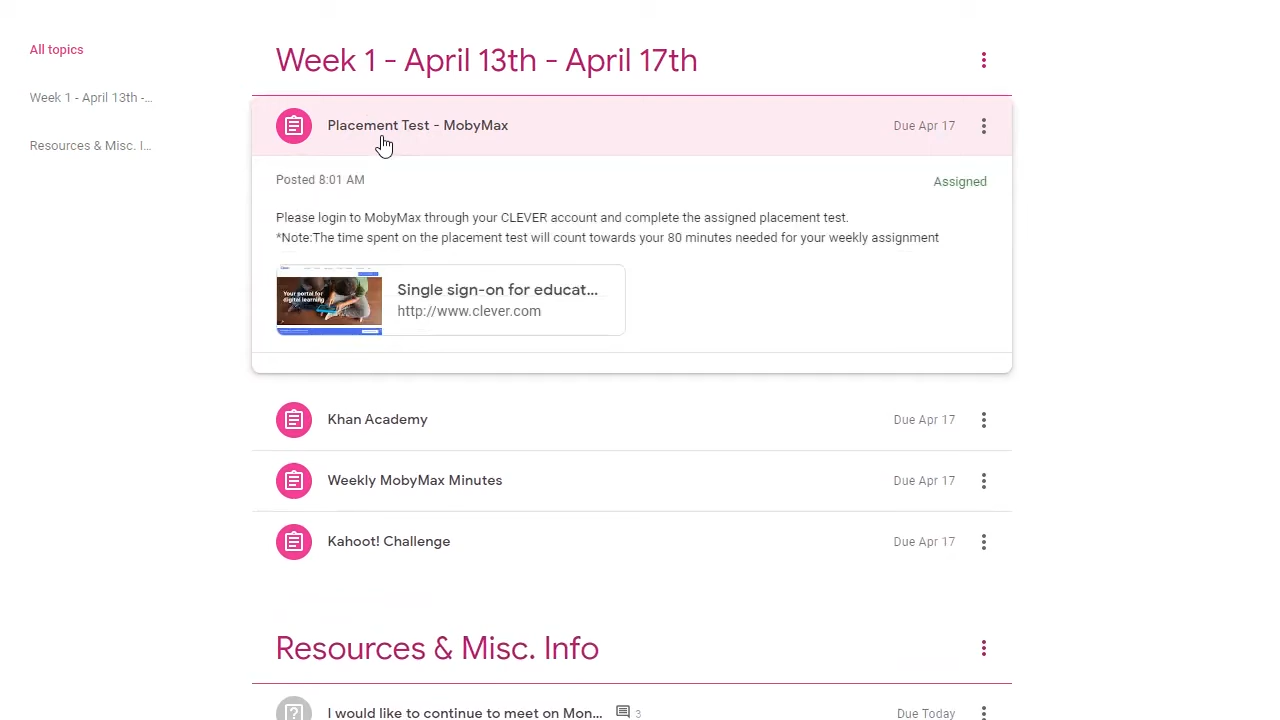 All topics
Week 1 - April 13th -...
Resources & Misc. I...
Week 1 - April 13th - April 17th
Placement Test - MobyMax
Due Apr 17
Posted 8:01 AM
Assigned
Please login to MobyMax through your CLEVER account and complete the assigned placement test.
*Note:The time spent on the placement test will count towards your 80 minutes needed for your weekly assignment
Your portal for
digital learning
Single sign-on for educat...
http://www.clever.com
Khan Academy
Due Apr 17
Weekly MobyMax Minutes
Due Apr 17
Kahoot! Challenge
Due Apr 17
Resources & Misc. Info
I would like to continue to meet on Mon...
3
Due Today